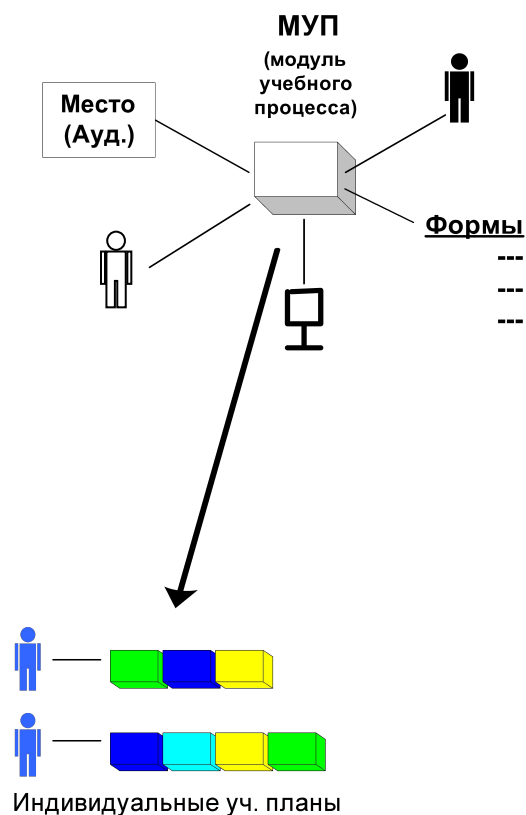 МУП
(модуль
учебного
процесса)
Место
(Ауд.)
Формы
---
---
---
Индивидуальные уч. планы